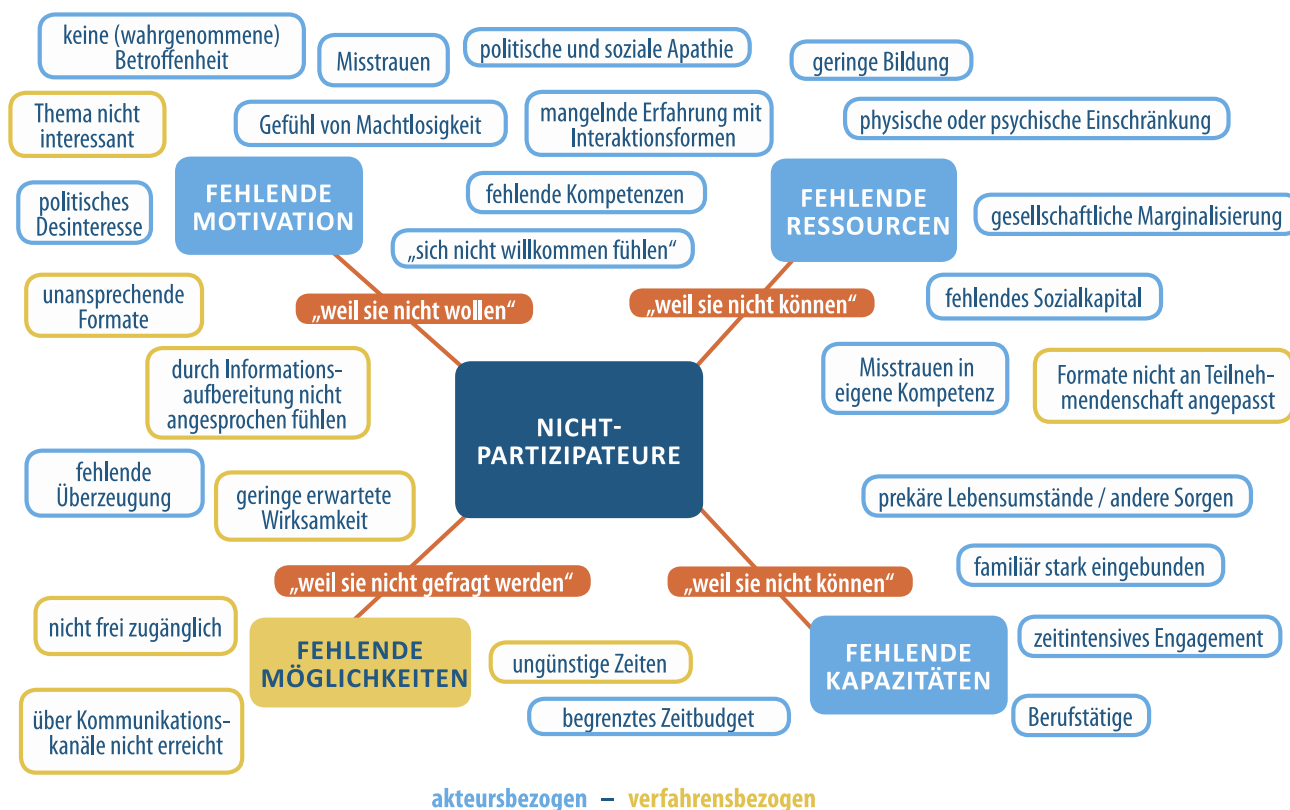 keine (wahrgenommene)
Betroffenheit
Misstrauen
politische und soziale Apathie
geringe Bildung
Thema nicht
interessant
Gefühl von Machtlosigkeit
mangelnde Erfahrung mit
Interaktionsformen
physische oder psychische Einschränkung
FEHLENDE
MOTIVATION
fehlende Kompetenzen
FEHLENDE
RESSOURCEN
politisches
Desinteresse
„sich nicht willkommen fühlen“
gesellschaftliche Marginalisierung
unansprechende
Formate
„weil sie nicht wollen“
„weil sie nicht können“
fehlendes Sozialkapital
durch Informations-
aufbereitung nicht
angesprochen fühlen
Misstrauen in
eigene Kompetenz
Formate nicht an Teilneh-
mendenschaft angepasst
NICHT-
PARTIZIPATEURE
fehlende
Überzeugung
geringe erwartete
Wirksamkeit
prekäre Lebensumstände / andere Sorgen
„weil sie nicht gefragt werden“
„weil sie nicht können“
familiär stark eingebunden
nicht frei zugänglich
FEHLENDE
MÖGLICHKEITEN
ungünstige Zeiten
FEHLENDE
KAPAZITÄTEN
zeitintensives Engagement
über Kommunikations-
kanäle nicht erreicht
begrenztes Zeitbudget
Berufstätige
akteursbezogen – verfahrensbezogen